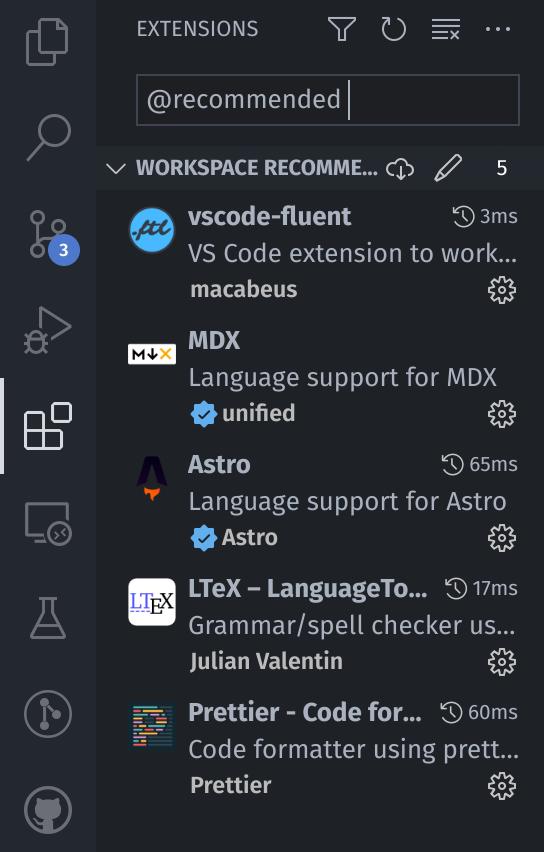 EXTENSIONS
@recommended
WORKSPACE RECOMME... 5
3
.ftl
vscode-fluent 3ms
VS Code extension to work...
macabeus
M↓X
MDX
Language support for MDX
unified
Astro 65ms
Language support for Astro
Astro
LTEX
LTeX – LanguageTo... 17ms
Grammar/spell checker us...
Julian Valentin
Prettier - Code for... 60ms
Code formatter using prett...
Prettier